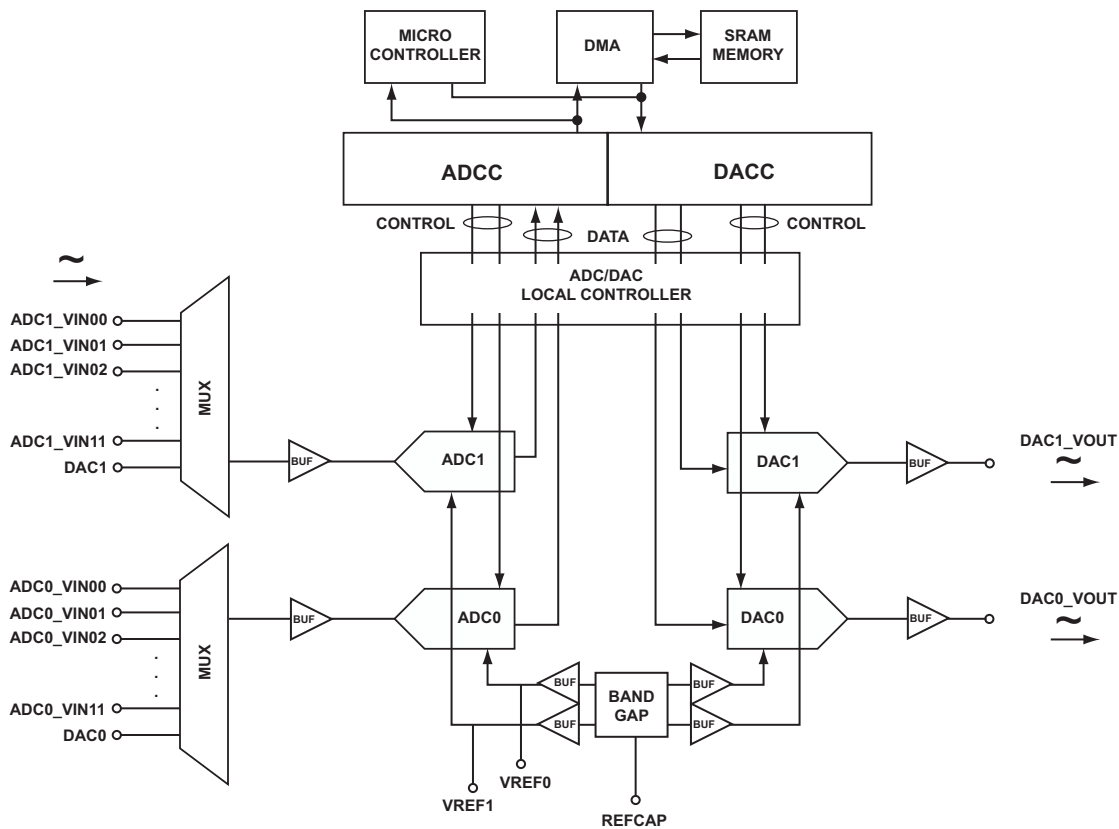 MICRO
CONTROLLER
DMA
SRAM
MEMORY
ADCC
DACC
CONTROL
DATA
CONTROL
ADC/DAC
LOCAL CONTROLLER
~
ADC1_VIN00
ADC1_VIN01
ADC1_VIN02
.
.
.
ADC1_VIN11
DAC1
MUX
BUF
ADC1
DAC1
BUF
DAC1_VOUT
~
ADC0_VIN00
ADC0_VIN01
ADC0_VIN02
.
.
.
ADC0_VIN11
DAC0
MUX
BUF
ADC0
DAC0
BUF
DAC0_VOUT
~
BUF
BUF
BAND
GAP
BUF
BUF
VREF0
VREF1
REFCAP